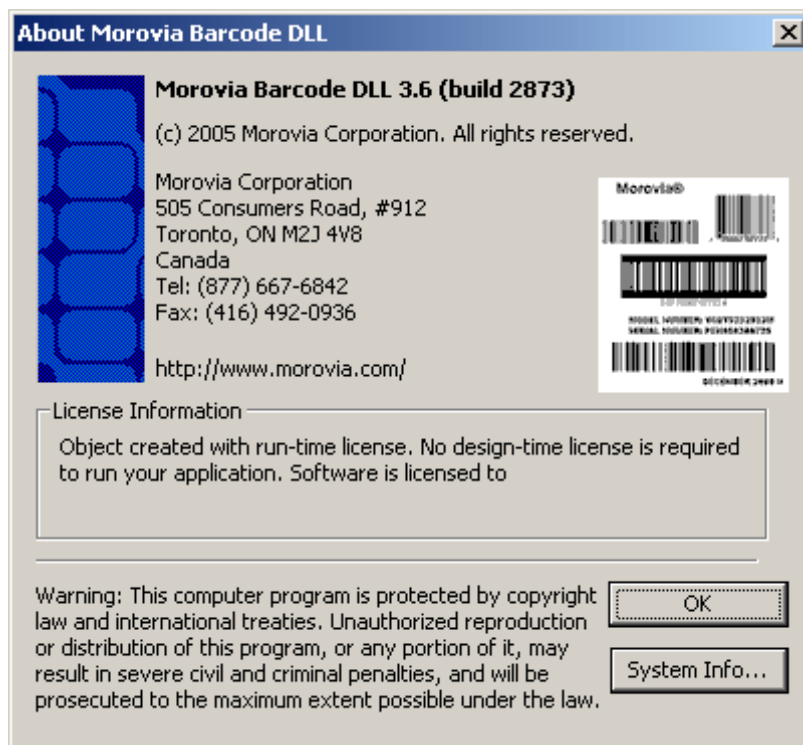 About Morovia Barcode DLL
Morovia Barcode DLL 3.6 (build 2873)
(c) 2005 Morovia Corporation. All rights reserved.
Morovia Corporation
505 Consumers Road, #912
Toronto, ON M2J 4V8
Canada
Tel: (877) 667-6842
Fax: (416) 492-0936
http://www.morovia.com/
Morovia®
MODEL NUMBER:
SERIAL NUMBER:
DECEMBER
License Information
Object created with run-time license. No design-time license is required
to run your application. Software is licensed to
Warning: This computer program is protected by copyright
law and international treaties. Unauthorized reproduction
or distribution of this program, or any portion of it, may
result in severe civil and criminal penalties, and will be
prosecuted to the maximum extent possible under the law.
OK
System Info...